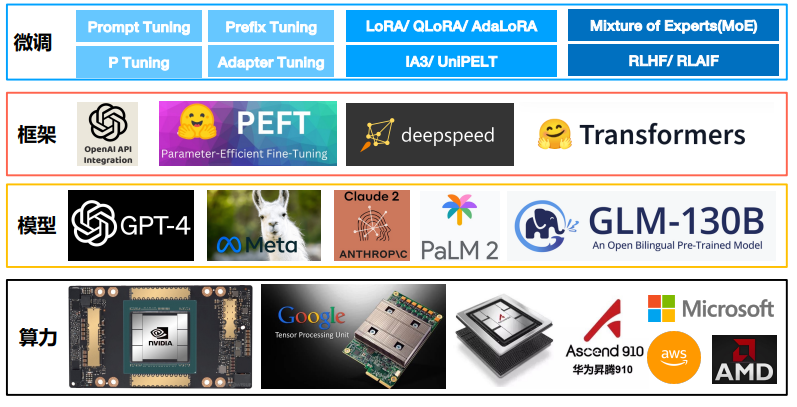 微调
Prompt Tuning
Prefix Tuning
LoRA/ QLoRA/ AdaLoRA
Mixture of Experts(MoE)
P Tuning
Adapter Tuning
IA3/ UniPELT
RLHF/ RLAIF
框架
OpenAI API
Integration
PEFT
Parameter-Efficient Fine-Tuning
deepspeed
Transformers
模型
GPT-4
Meta
Claude 2
ANTHROP\C
PaLM 2
GLM-130B
An Open Bilingual Pre-Trained Model
算力
NVIDIA
Google
Tensor Processing Unit
Ascend 910
华为昇腾910
Microsoft
aws
AMD